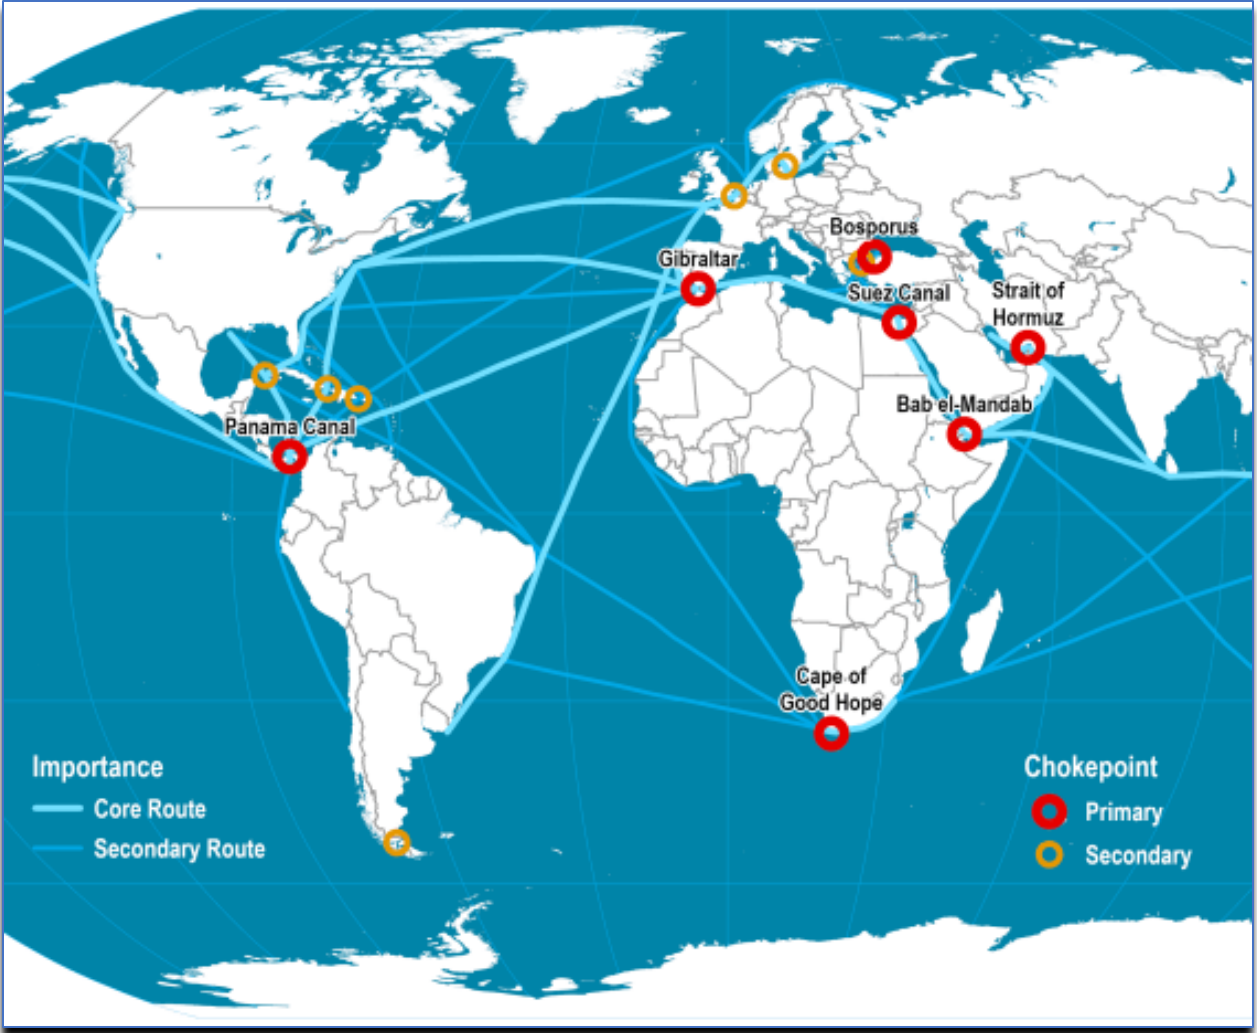 Bosporus
Gibraltar
Suez Canal
Strait of
Hormuz
Bab el-Mandab
Panama Canal
Cape of
Good Hope
Importance
Core Route
Secondary Route
Chokepoint
Primary
Secondary